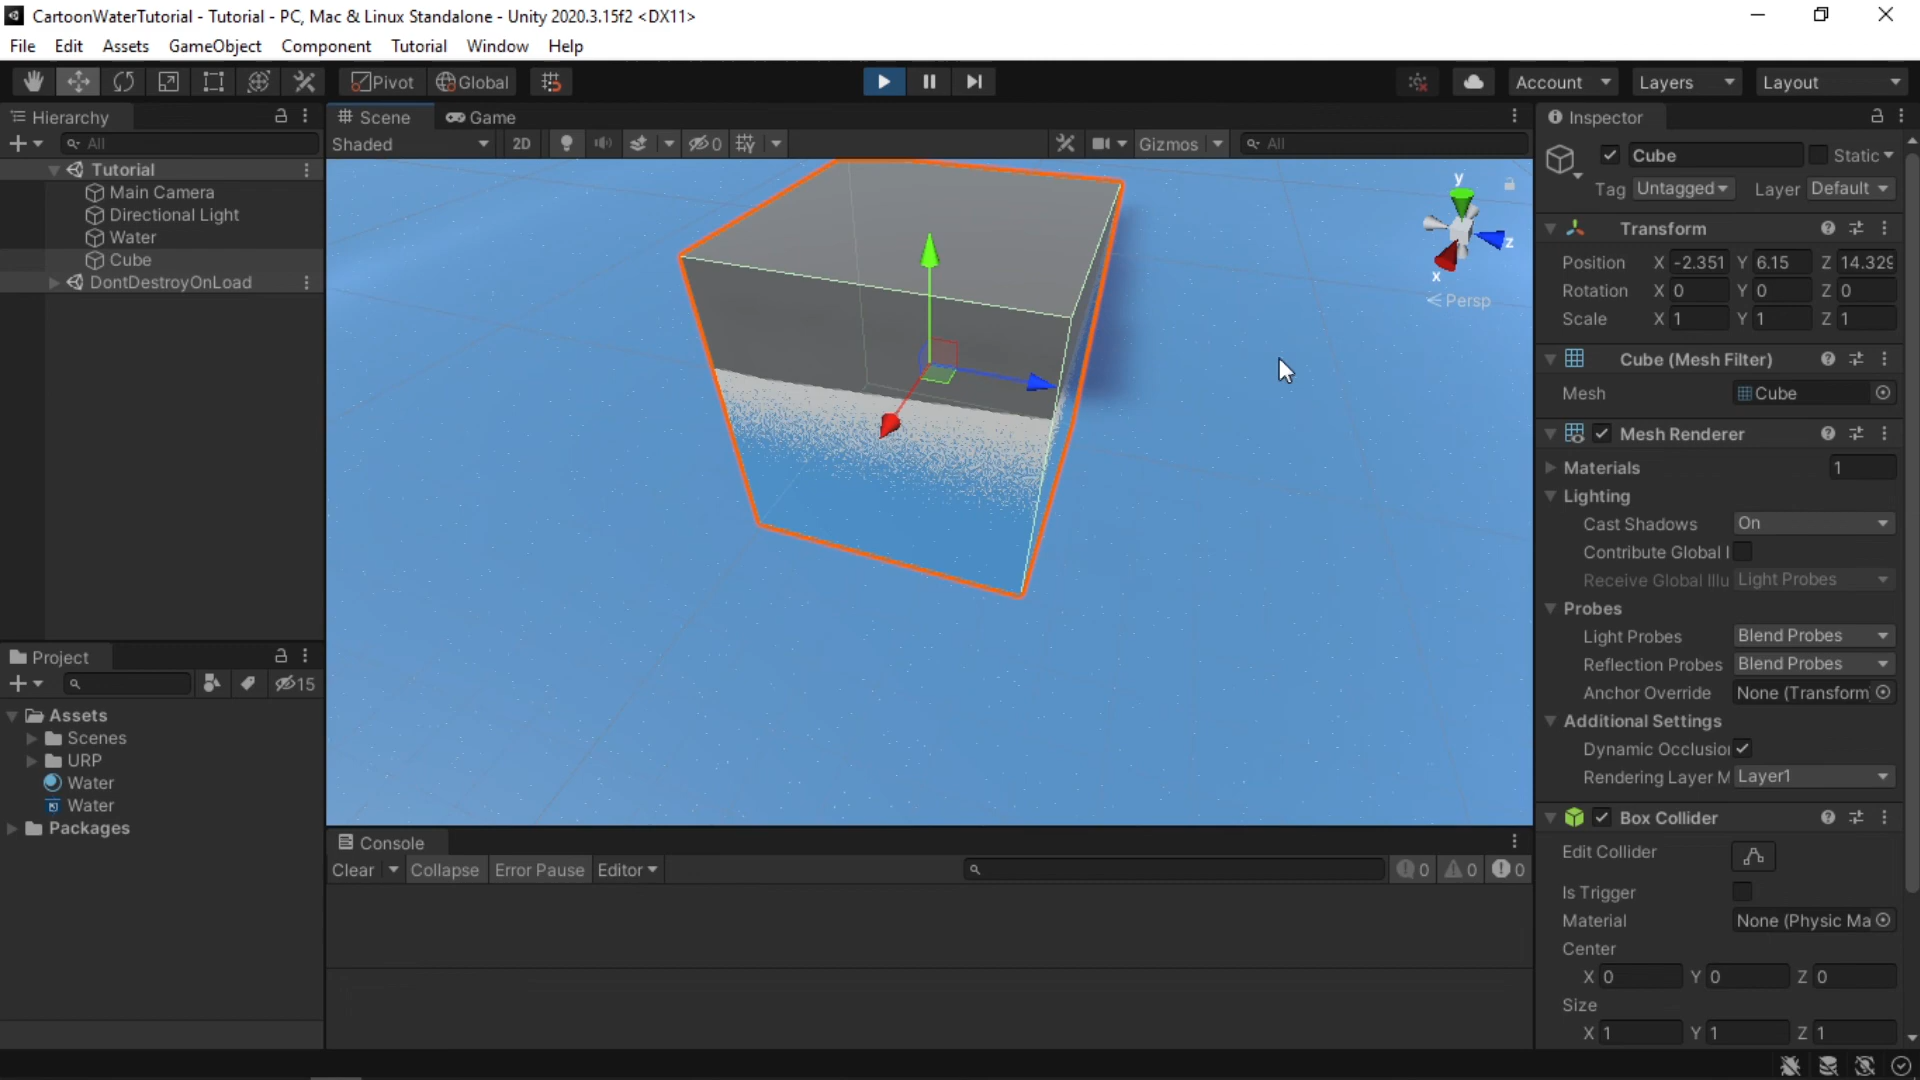 CartoonWaterTutorial - Tutorial - PC, Mac & Linux Standalone - Unity 2020.3.15f2 <DX11>
File Edit Assets GameObject Component Tutorial Window Help
Pivot Global Account Layers Layout
Hierarchy
All
Tutorial
Main Camera
Directional Light
Water
Cube
DontDestroyOnLoad
Scene Game
Shaded 2D 0 Gizmos All
y
z
x
Persp
Project
15
Assets
Scenes
URP
Water
Water
Packages
Console
Clear Collapse Error Pause Editor 0 0 0
Inspector
Cube Static
Tag Untagged Layer Default
Transform
Position X -2.351 Y 6.15 Z 14.329
Rotation X 0 Y 0 Z 0
Scale X 1 Y 1 Z 1
Cube (Mesh Filter)
Mesh Cube
Mesh Renderer
Materials 1
Lighting
Cast Shadows On
Contribute Global I
Receive Global Illu Light Probes
Probes
Light Probes Blend Probes
Reflection Probes Blend Probes
Anchor Override None (Transform
Additional Settings
Dynamic Occlusion
Rendering Layer M Layer1
Box Collider
Edit Collider
Is Trigger
Material None (Physic Ma
Center
X 0 Y 0 Z 0
Size
X 1 Y 1 Z 1